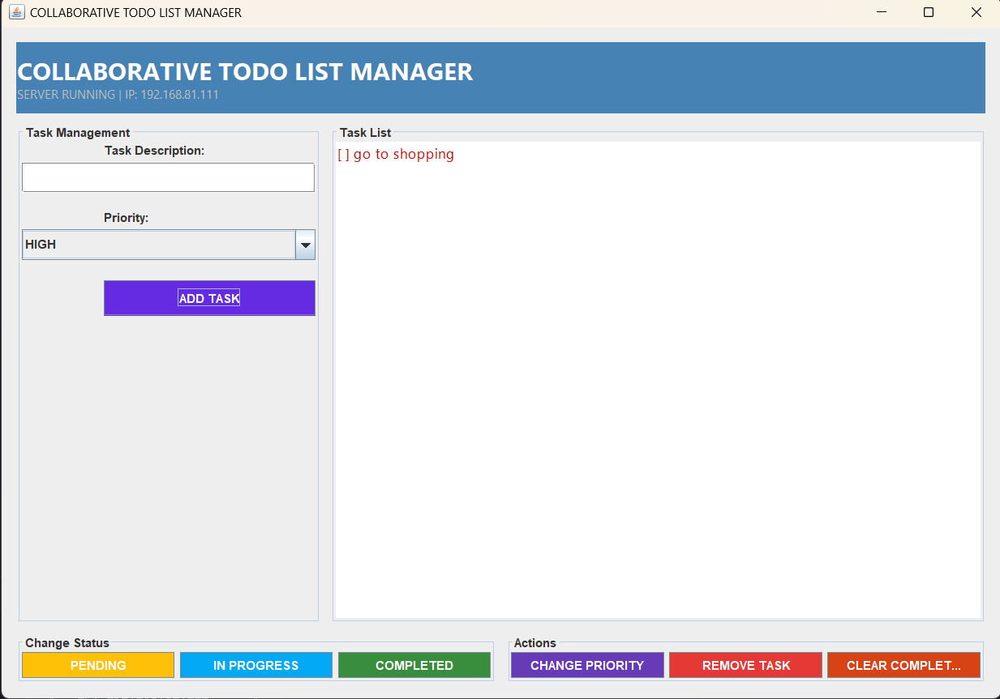 COLLABORATIVE TODO LIST MANAGER
COLLABORATIVE TODO LIST MANAGER
SERVER RUNNING | IP: 192.168.81.111
Task Management
Task Description:
Priority:
HIGH
ADD TASK
Task List
[ ] go to shopping
Change Status
PENDING
IN PROGRESS
COMPLETED
Actions
CHANGE PRIORITY
REMOVE TASK
CLEAR COMPLET...